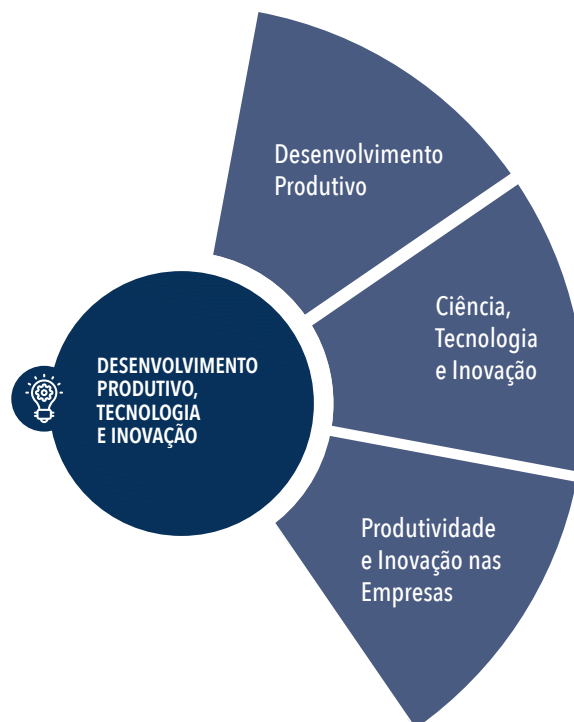 Desenvolvimento
Produtivo
Ciência,
Tecnologia
e Inovação
DESENVOLVIMENTO
PRODUTIVO,
TECNOLOGIA
E INOVAÇÃO
Produtividade
e Inovação nas
Empresas